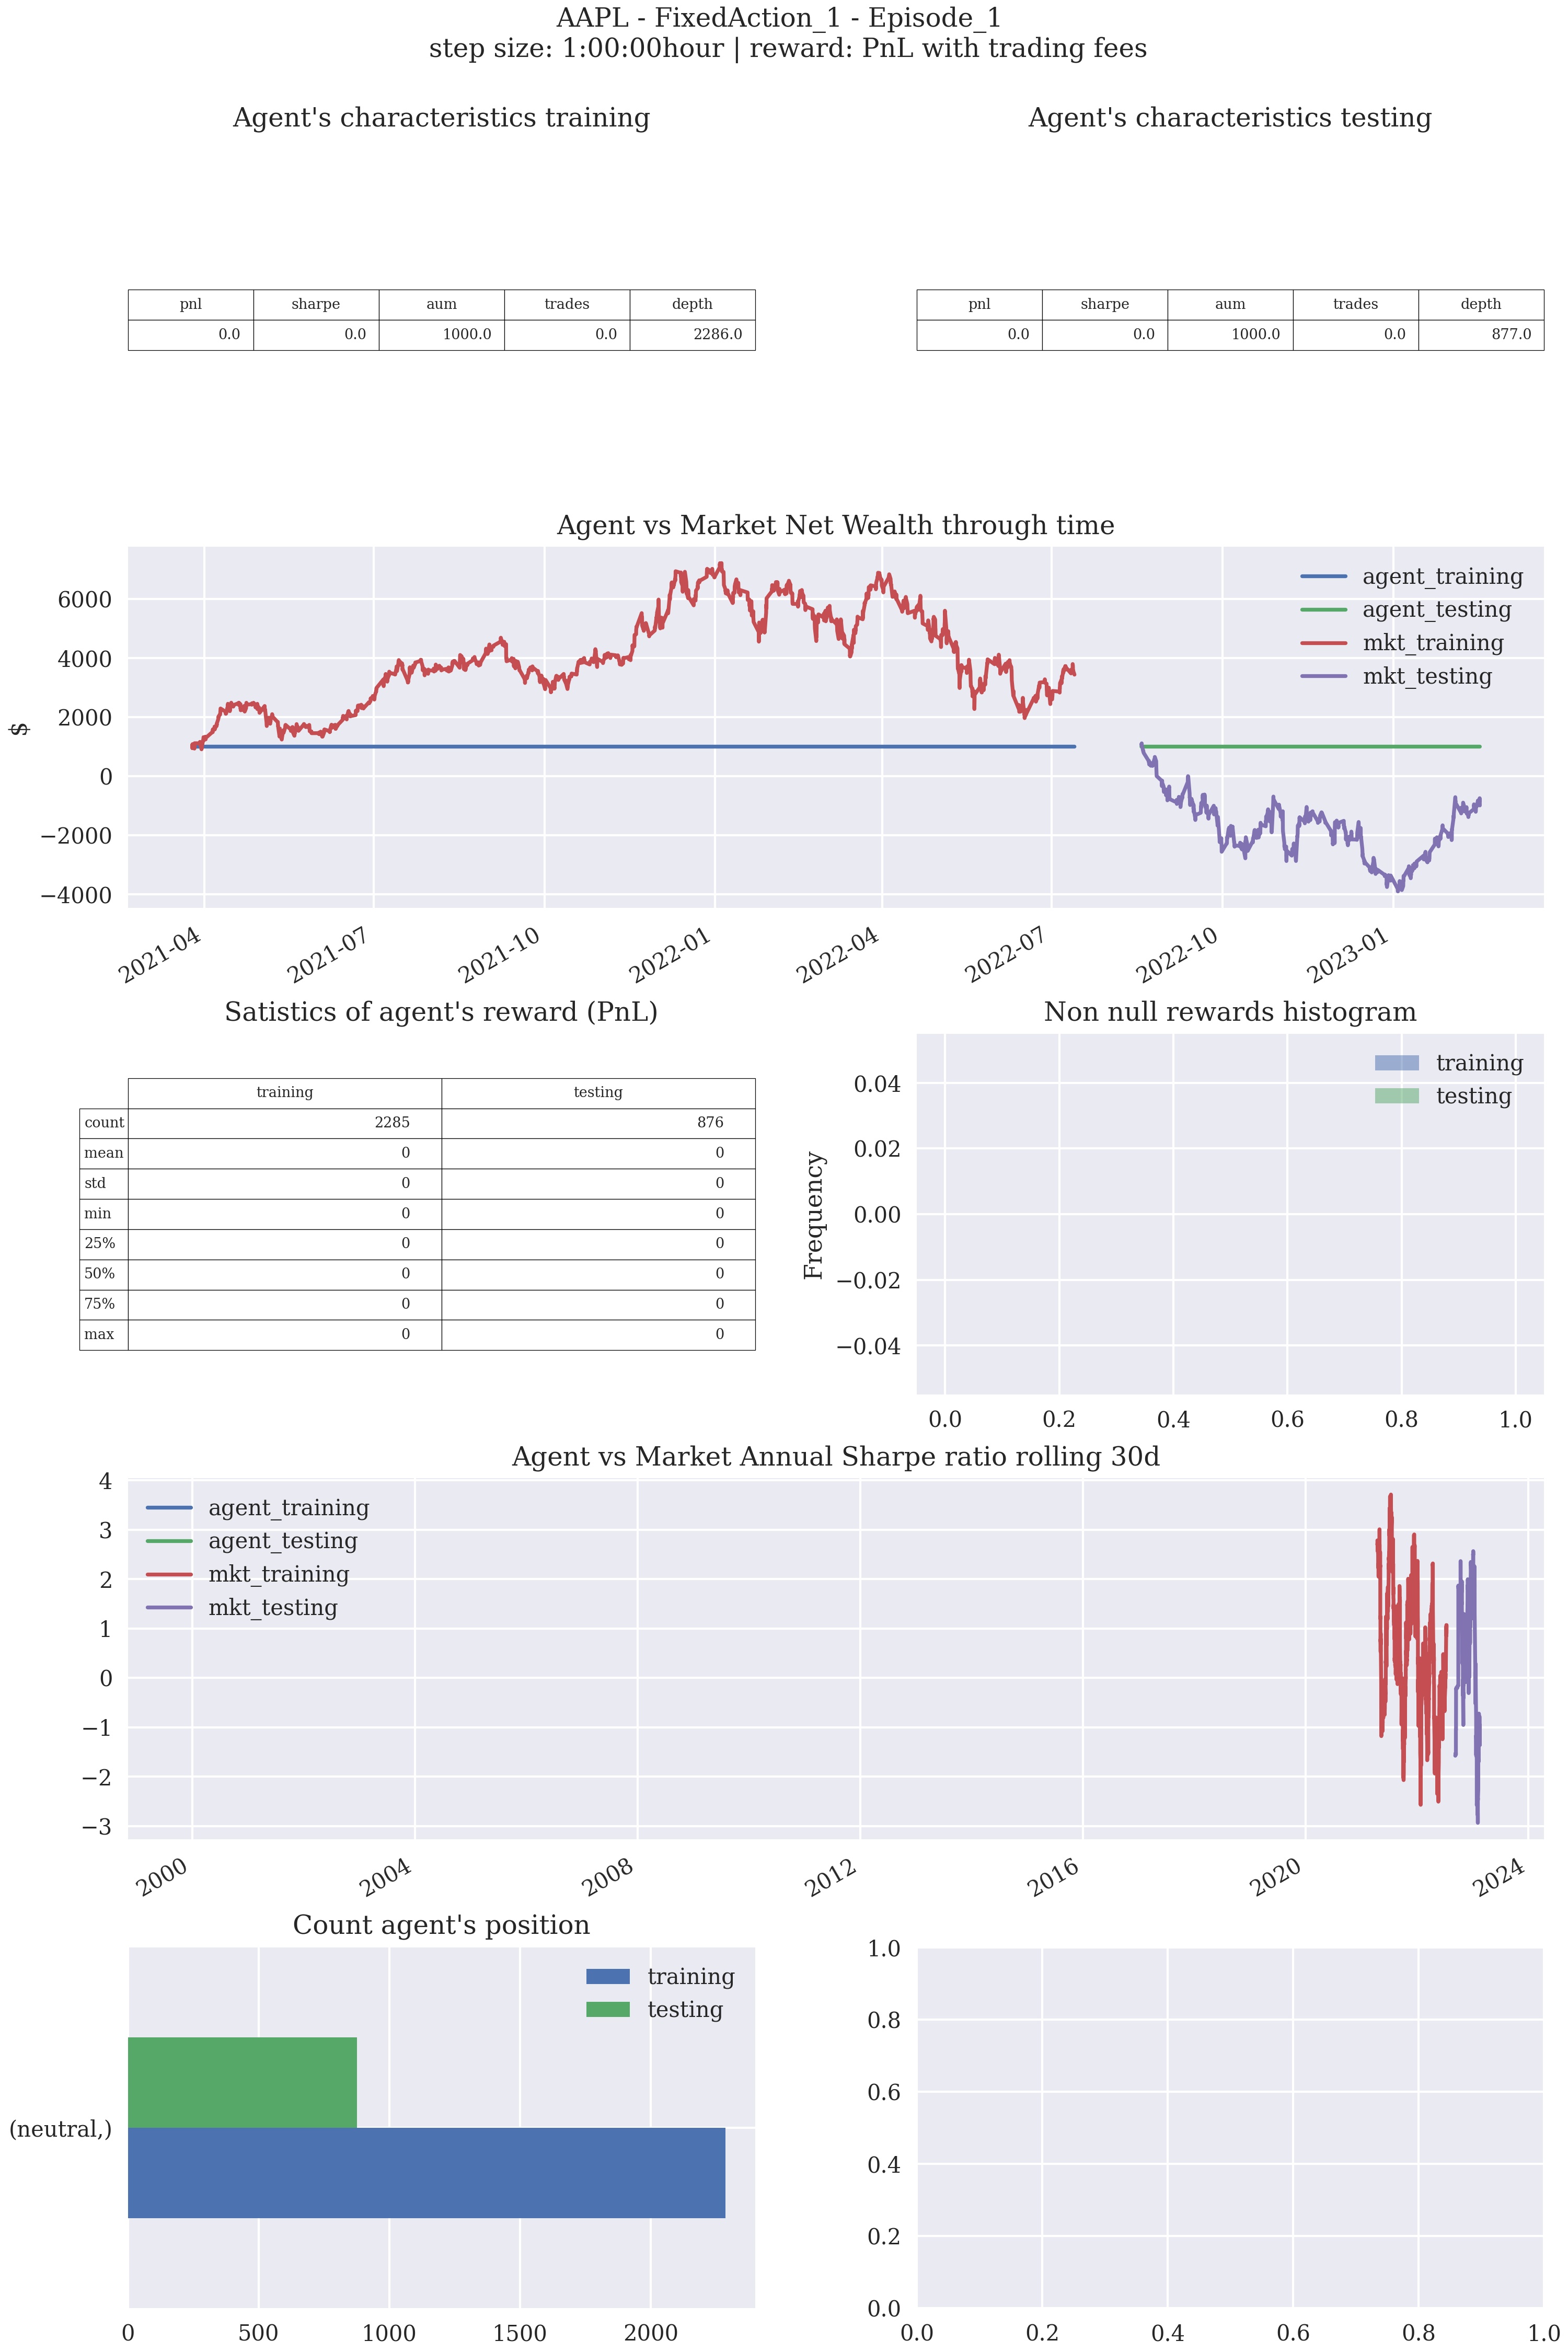 AAPL - FixedAction_1 - Episode_1
step size: 1:00:00hour | reward: PnL with trading fees
Agent's characteristics training
pnl sharpe aum trades depth
0.0 0.0 1000.0 0.0 2286.0
Agent's characteristics testing
pnl sharpe aum trades depth
0.0 0.0 1000.0 0.0 877.0
Agent vs Market Net Wealth through time
agent_training
agent_testing
mkt_training
mkt_testing
$
6000
4000
2000
0
−2000
−4000
2021-04 2021-07 2021-10 2022-01 2022-04 2022-07 2022-10 2023-01
Satistics of agent's reward (PnL)
training testing
count 2285 876
mean 0 0
std 0 0
min 0 0
25% 0 0
50% 0 0
75% 0 0
max 0 0
Non null rewards histogram
training
testing
Frequency
0.04
0.02
0.00
−0.02
−0.04
0.0 0.2 0.4 0.6 0.8 1.0
Agent vs Market Annual Sharpe ratio rolling 30d
agent_training
agent_testing
mkt_training
mkt_testing
4
3
2
1
0
−1
−2
−3
2000 2004 2008 2012 2016 2020 2024
Count agent's position
training
testing
(neutral,)
0 500 1000 1500 2000
1.0
0.8
0.6
0.4
0.2
0.0
0.0 0.2 0.4 0.6 0.8 1.0